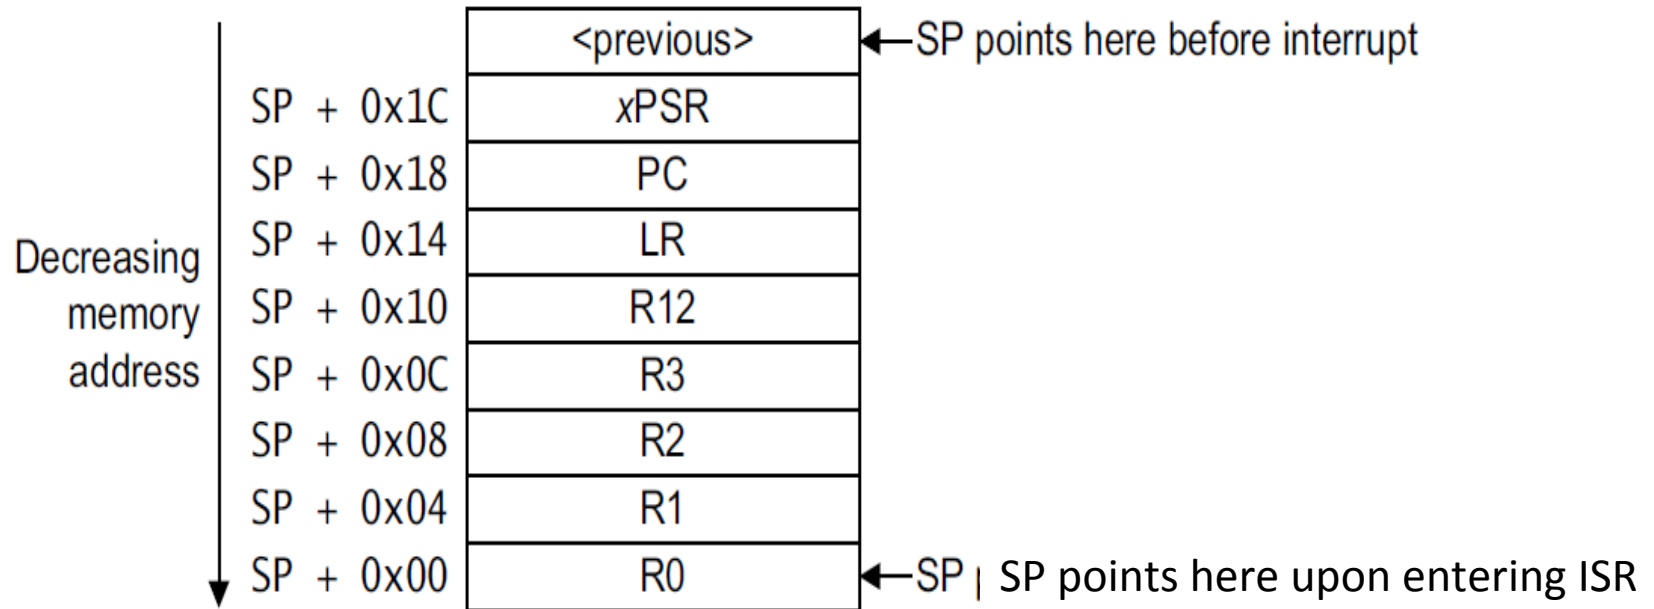 <previous> SP points here before interrupt
SP + 0x1C xPSR
SP + 0x18 PC
SP + 0x14 LR
SP + 0x10 R12
SP + 0x0C R3
SP + 0x08 R2
SP + 0x04 R1
SP + 0x00 R0 SP SP points here upon entering ISR
Decreasing
memory
address